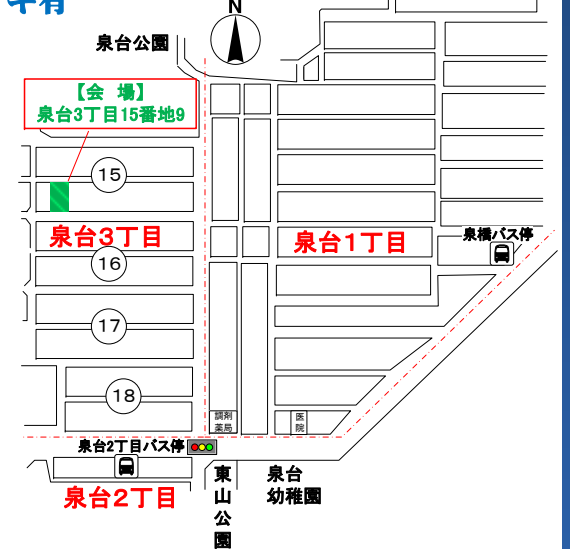 有
N
泉台公園
【会 場】
泉台3丁目15番地9
15
泉台3丁目
泉台1丁目
泉橋バス停
16
17
18
調剤
薬局
医
院
泉台2丁目バス停
泉台2丁目
東山公園
泉台
幼稚園